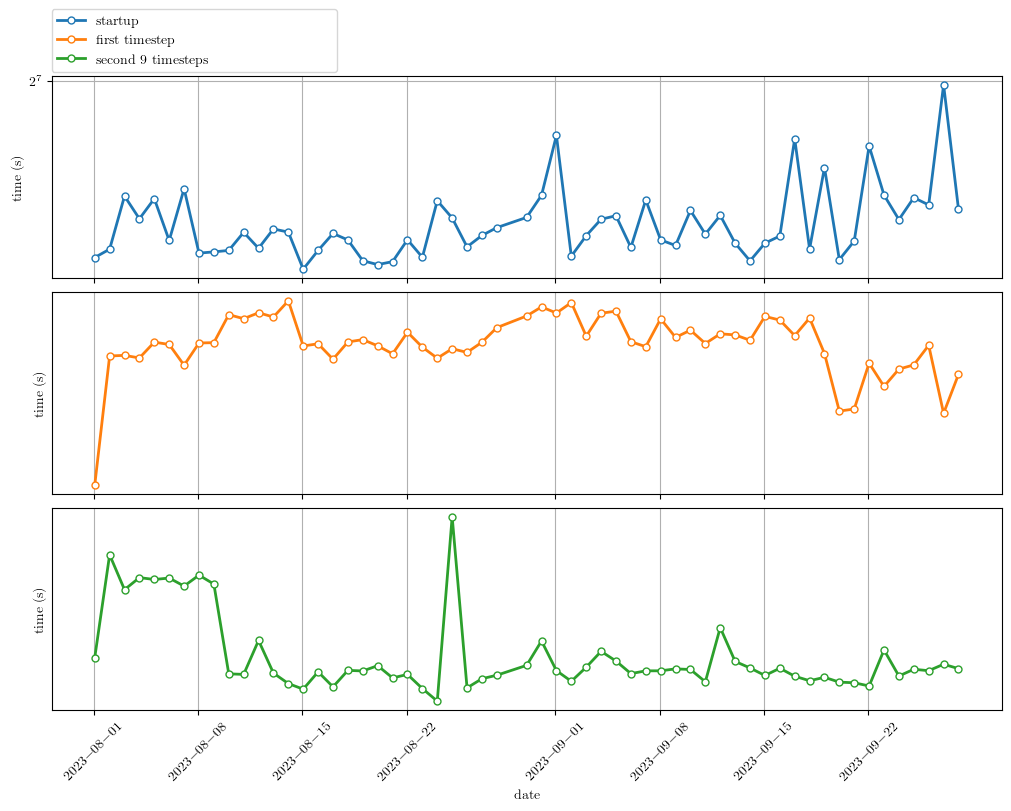 startup
first timestep
second 9 timesteps
2⁷
time (s)
time (s)
time (s)
2023−08−01
2023−08−08
2023−08−15
2023−08−22
2023−09−01
2023−09−08
2023−09−15
2023−09−22
date